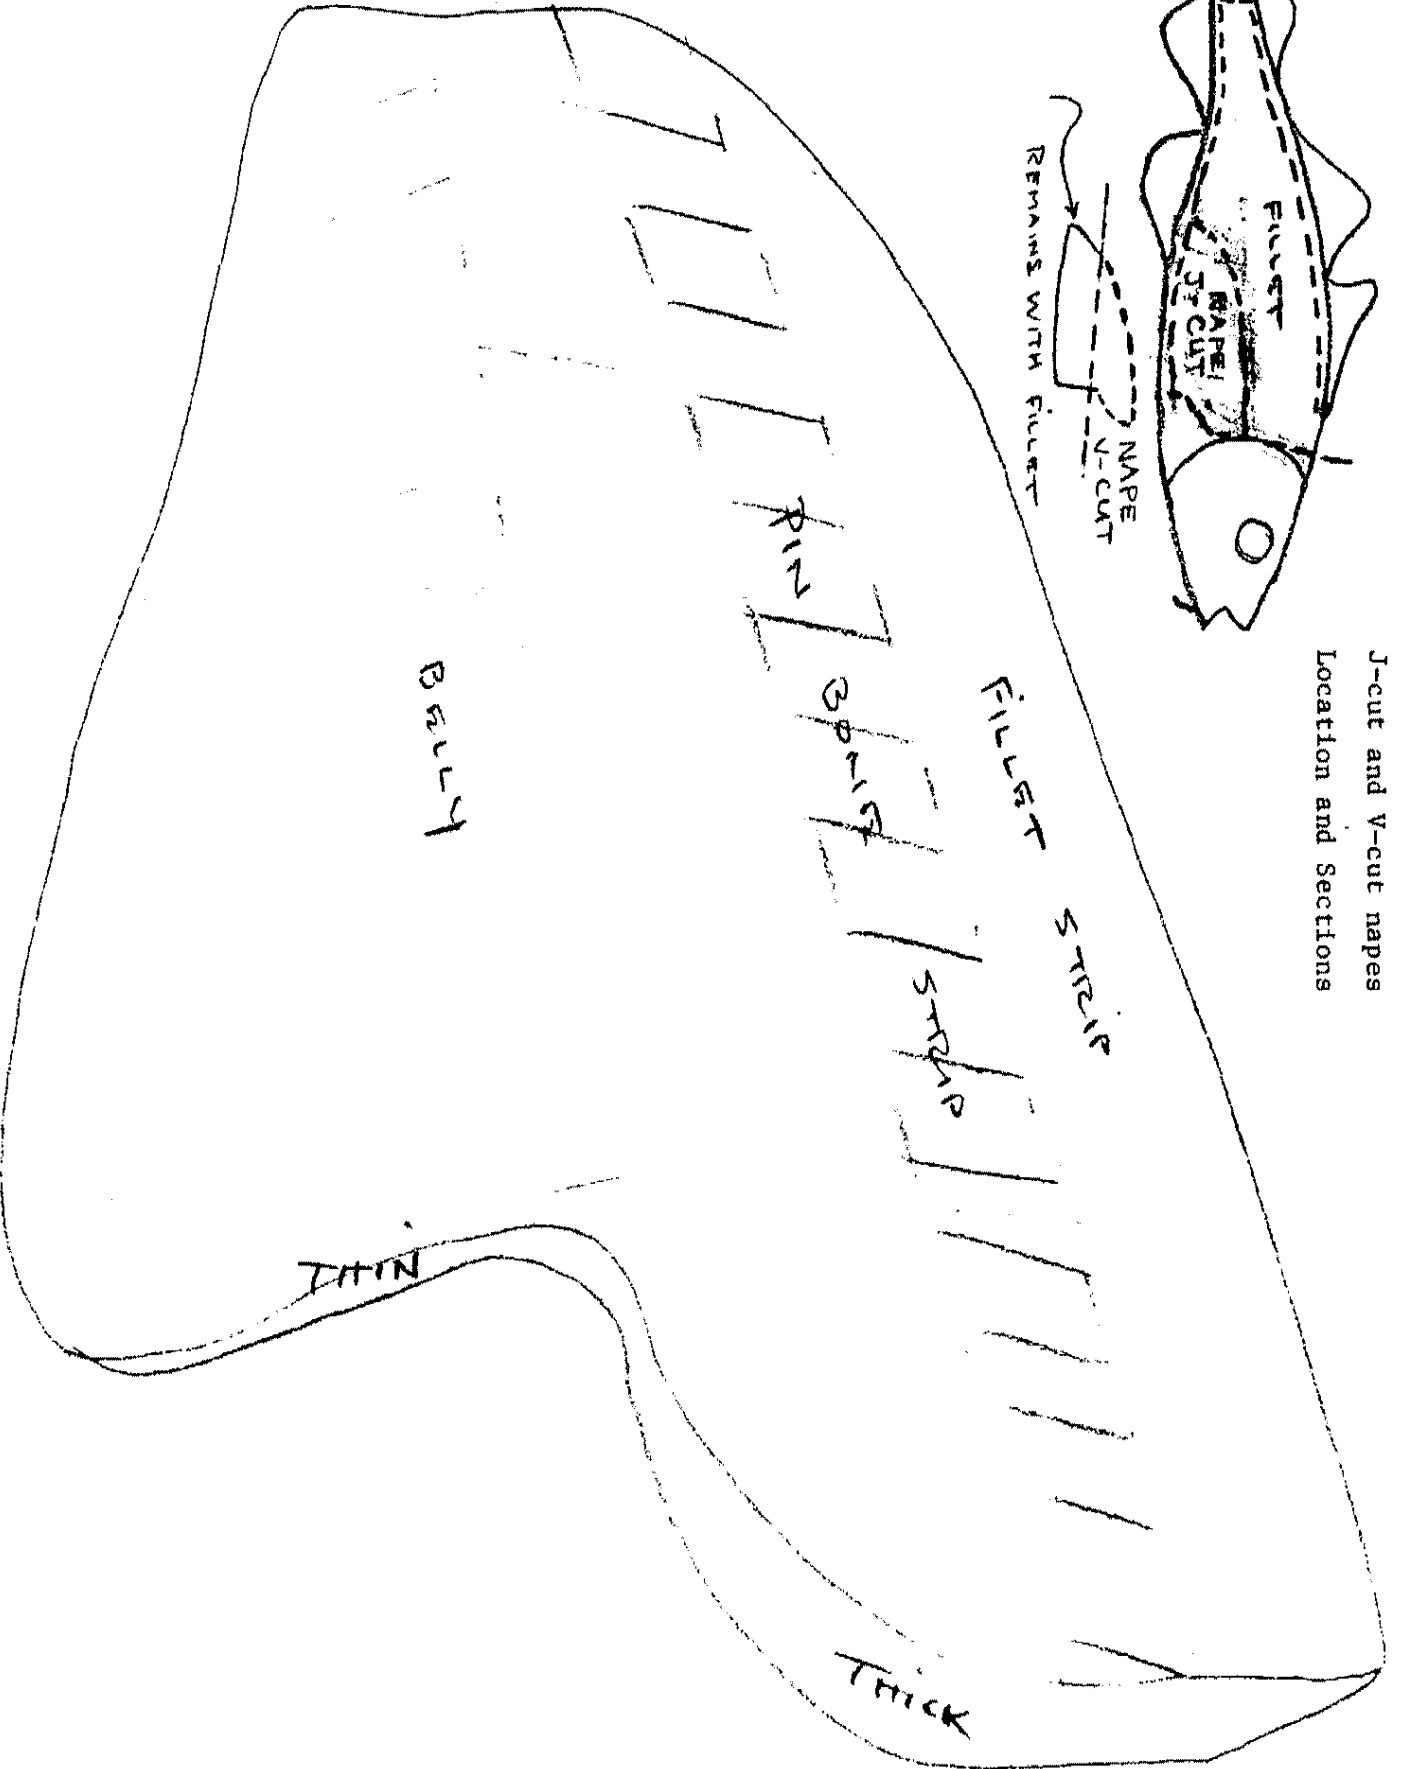 J-cut and V-cut napes
Location and Sections
FILLET
NAPE
J-CUT
NAPE
V-CUT
REMAINS WITH FILLET
FILLET STRIP
PIN BONE STRIP
BELLY
THIN
THICK